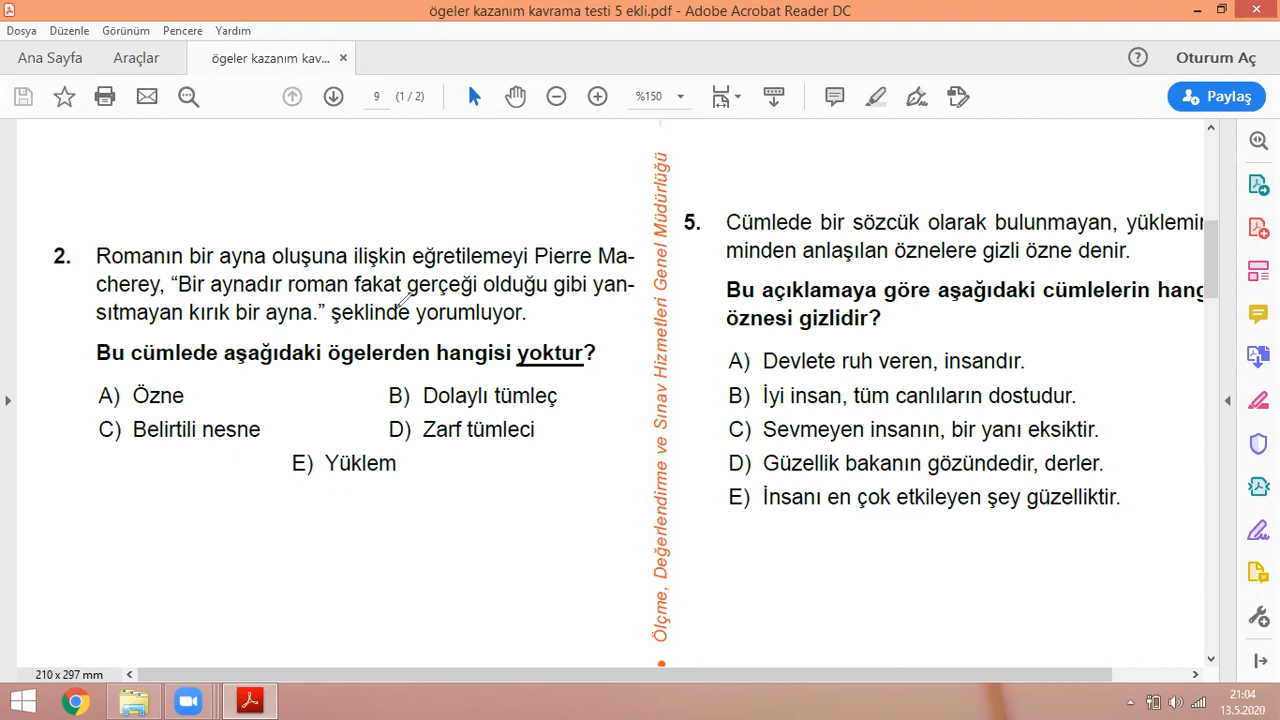 ögeler kazanım kavrama testi 5 ekli.pdf - Adobe Acrobat Reader DC
Dosya Düzenle Görünüm Pencere Yardım
Ana Sayfa Araçlar ögeler kazanım kav... × Oturum Aç
9 (1 / 2) %150 Paylaş
2. Romanın bir ayna oluşuna ilişkin eğretilemeyi Pierre Ma-
cherey, “Bir aynadır roman fakat gerçeği olduğu gibi yan-
sıtmayan kırık bir ayna.” şeklinde yorumluyor.
Bu cümlede aşağıdaki ögelerden hangisi yoktur?
A) Özne B) Dolaylı tümleç
C) Belirtili nesne D) Zarf tümleci
E) Yüklem
Ölçme, Değerlendirme ve Sınav Hizmetleri Genel Müdürlüğü
5. Cümlede bir sözcük olarak bulunmayan, yüklemin
minden anlaşılan öznelere gizli özne denir.
Bu açıklamaya göre aşağıdaki cümlelerin hang
öznesi gizlidir?
A) Devlete ruh veren, insandır.
B) İyi insan, tüm canlıların dostudur.
C) Sevmeyen insanın, bir yanı eksiktir.
D) Güzellik bakanın gözündedir, derler.
E) İnsanı en çok etkileyen şey güzelliktir.
210 x 297 mm
21:04
13.5.2020